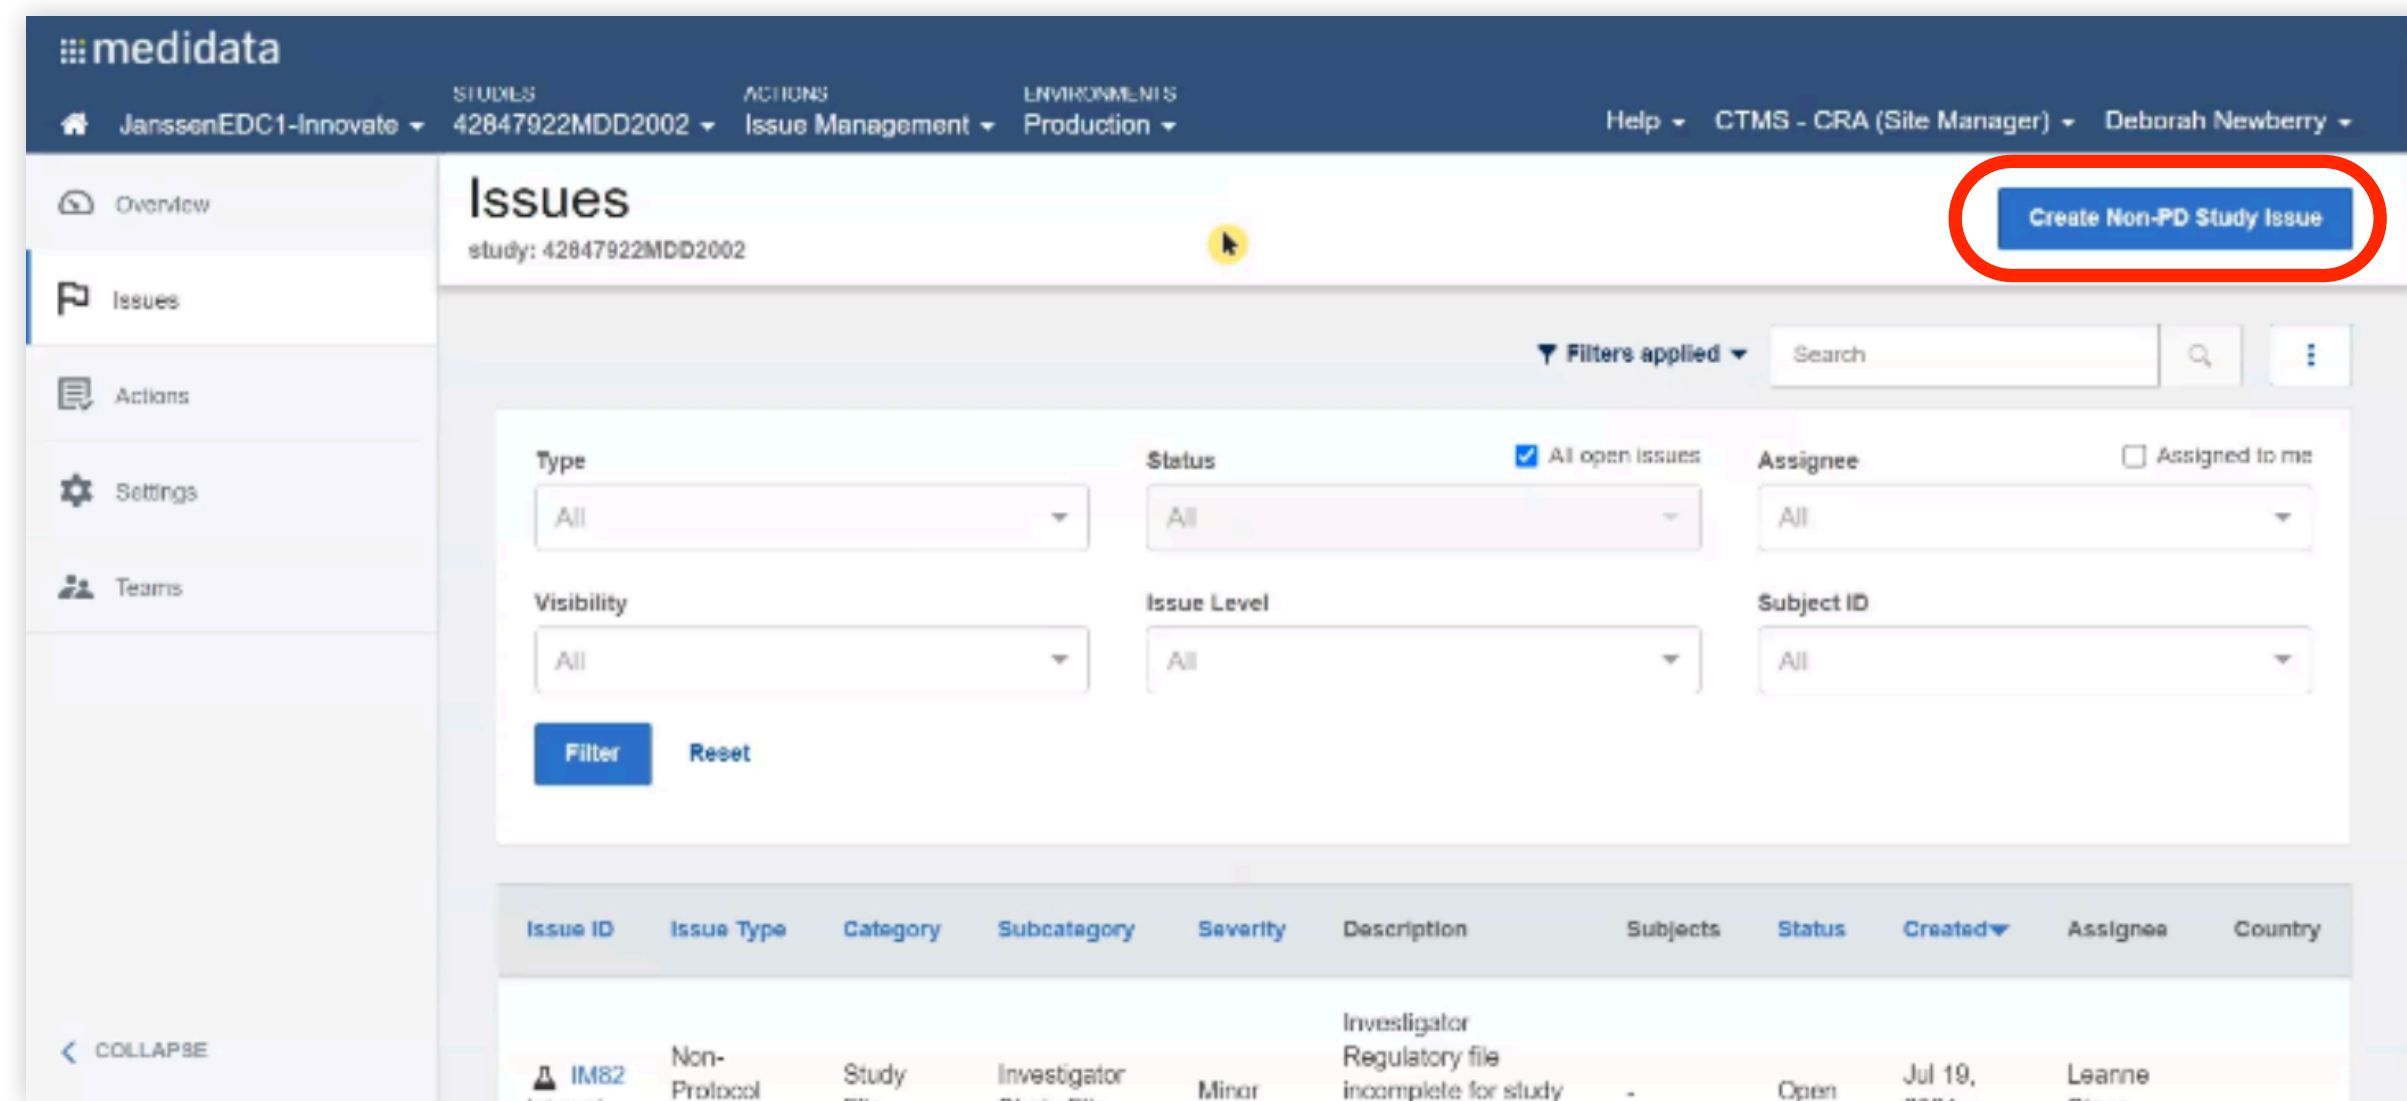 medidata
STUDIES ACTIONS ENVIRONMENTS
JanssenEDC1-Innovate 42847922MDD2002 Issue Management Production Help CTMS - CRA (Site Manager) Deborah Newberry
Overview
Issues
Actions
Settings
Teams
COLLAPSE
Issues
study: 42847922MDD2002
Create Non-PD Study Issue
Filters applied Search
Type Status All open issues Assignee Assigned to me
All All All
Visibility Issue Level Subject ID
All All All
Filter Reset
Issue ID Issue Type Category Subcategory Severity Description Subjects Status Created Assignee Country
Investigator
Non- Regulatory file
IM82 Study Investigator Jul 19, Leanne
Protocol Minor incomplete for study - Open